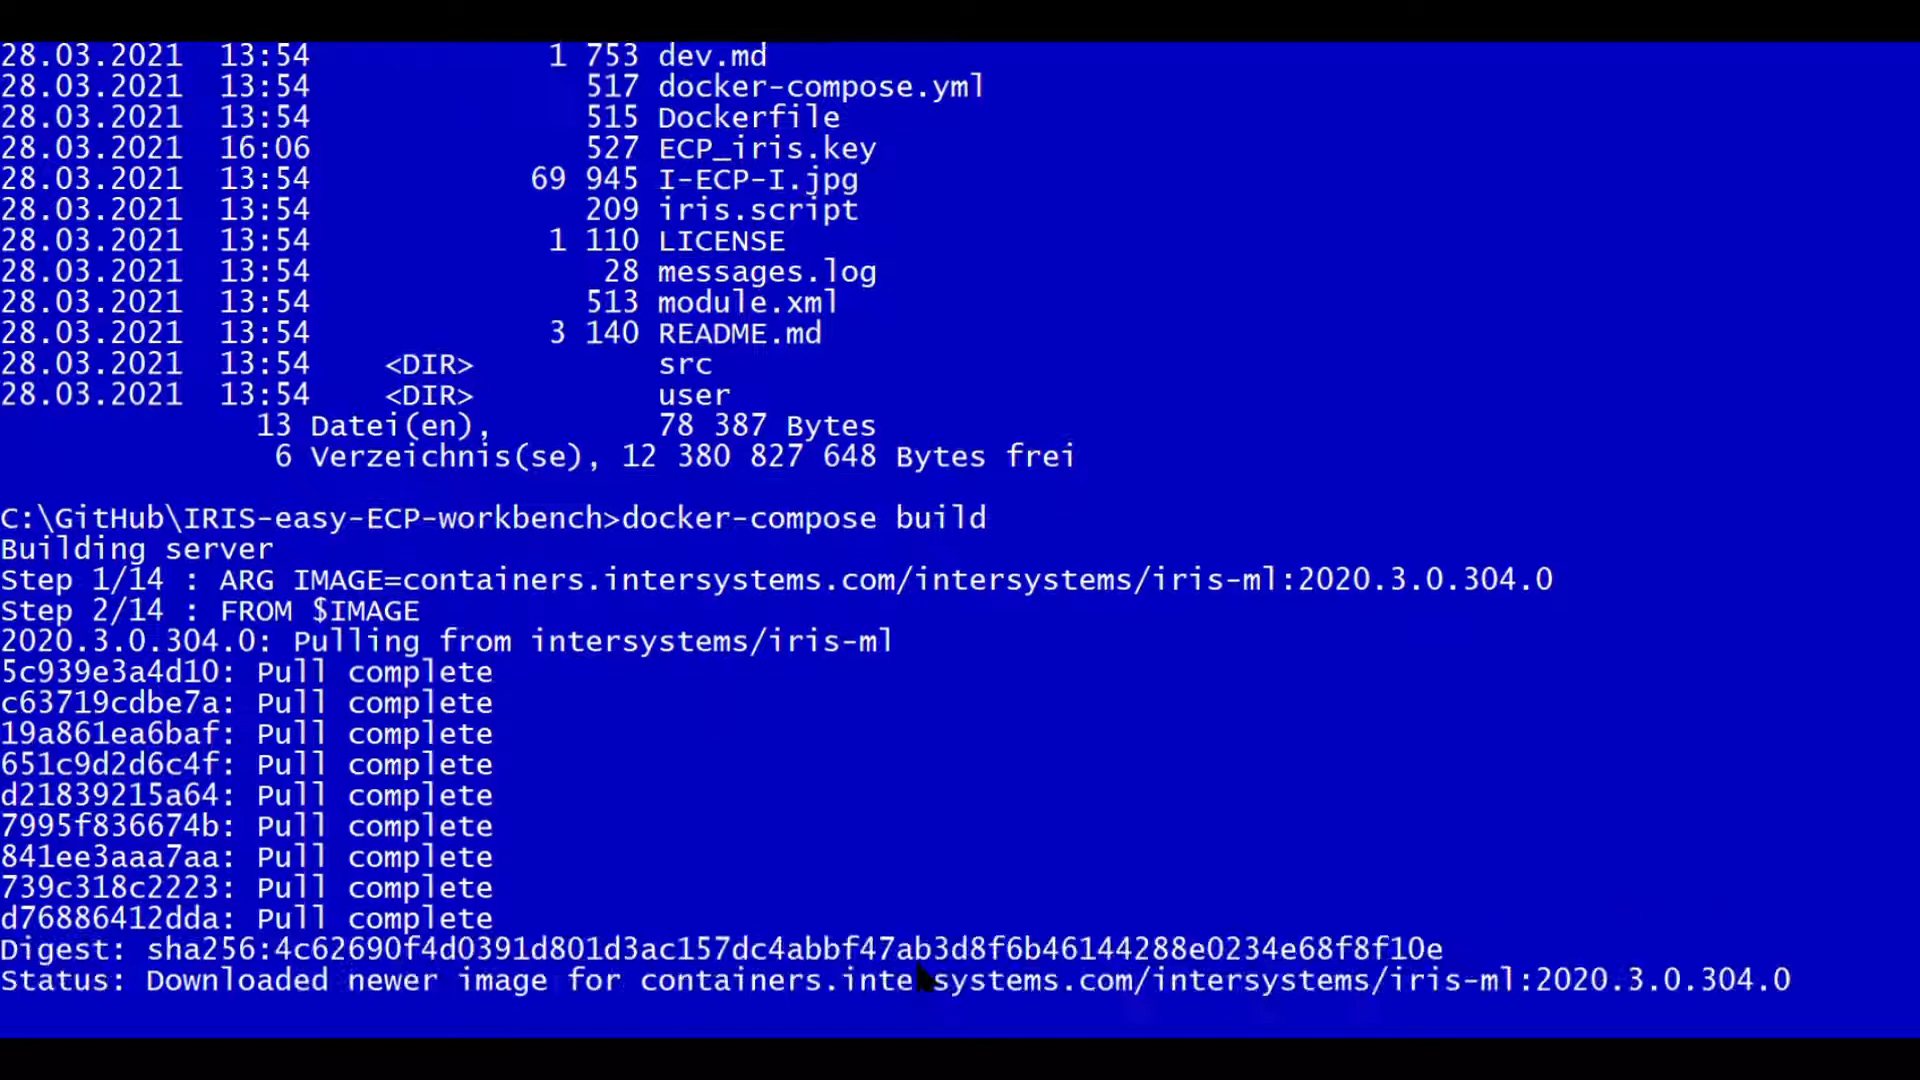 28.03.2021  13:54             1 753 dev.md
28.03.2021  13:54               517 docker-compose.yml
28.03.2021  13:54               515 Dockerfile
28.03.2021  16:06               527 ECP_iris.key
28.03.2021  13:54            69 945 I-ECP-I.jpg
28.03.2021  13:54               209 iris.script
28.03.2021  13:54             1 110 LICENSE
28.03.2021  13:54                28 messages.log
28.03.2021  13:54               513 module.xml
28.03.2021  13:54             3 140 README.md
28.03.2021  13:54    <DIR>          src
28.03.2021  13:54    <DIR>          user
13 Datei(en),         78 387 Bytes
6 Verzeichnis(se), 12 380 827 648 Bytes frei
C:\GitHub\IRIS-easy-ECP-workbench>docker-compose build
Building server
Step 1/14 : ARG IMAGE=containers.intersystems.com/intersystems/iris-ml:2020.3.0.304.0
Step 2/14 : FROM $IMAGE
2020.3.0.304.0: Pulling from intersystems/iris-ml
5c939e3a4d10: Pull complete
c63719cdbe7a: Pull complete
19a861ea6baf: Pull complete
651c9d2d6c4f: Pull complete
d21839215a64: Pull complete
7995f836674b: Pull complete
841ee3aaa7aa: Pull complete
739c318c2223: Pull complete
d76886412dda: Pull complete
Digest: sha256:4c62690f4d0391d801d3ac157dc4abbf47ab3d8f6b46144288e0234e68f8f10e
Status: Downloaded newer image for containers.intersystems.com/intersystems/iris-ml:2020.3.0.304.0